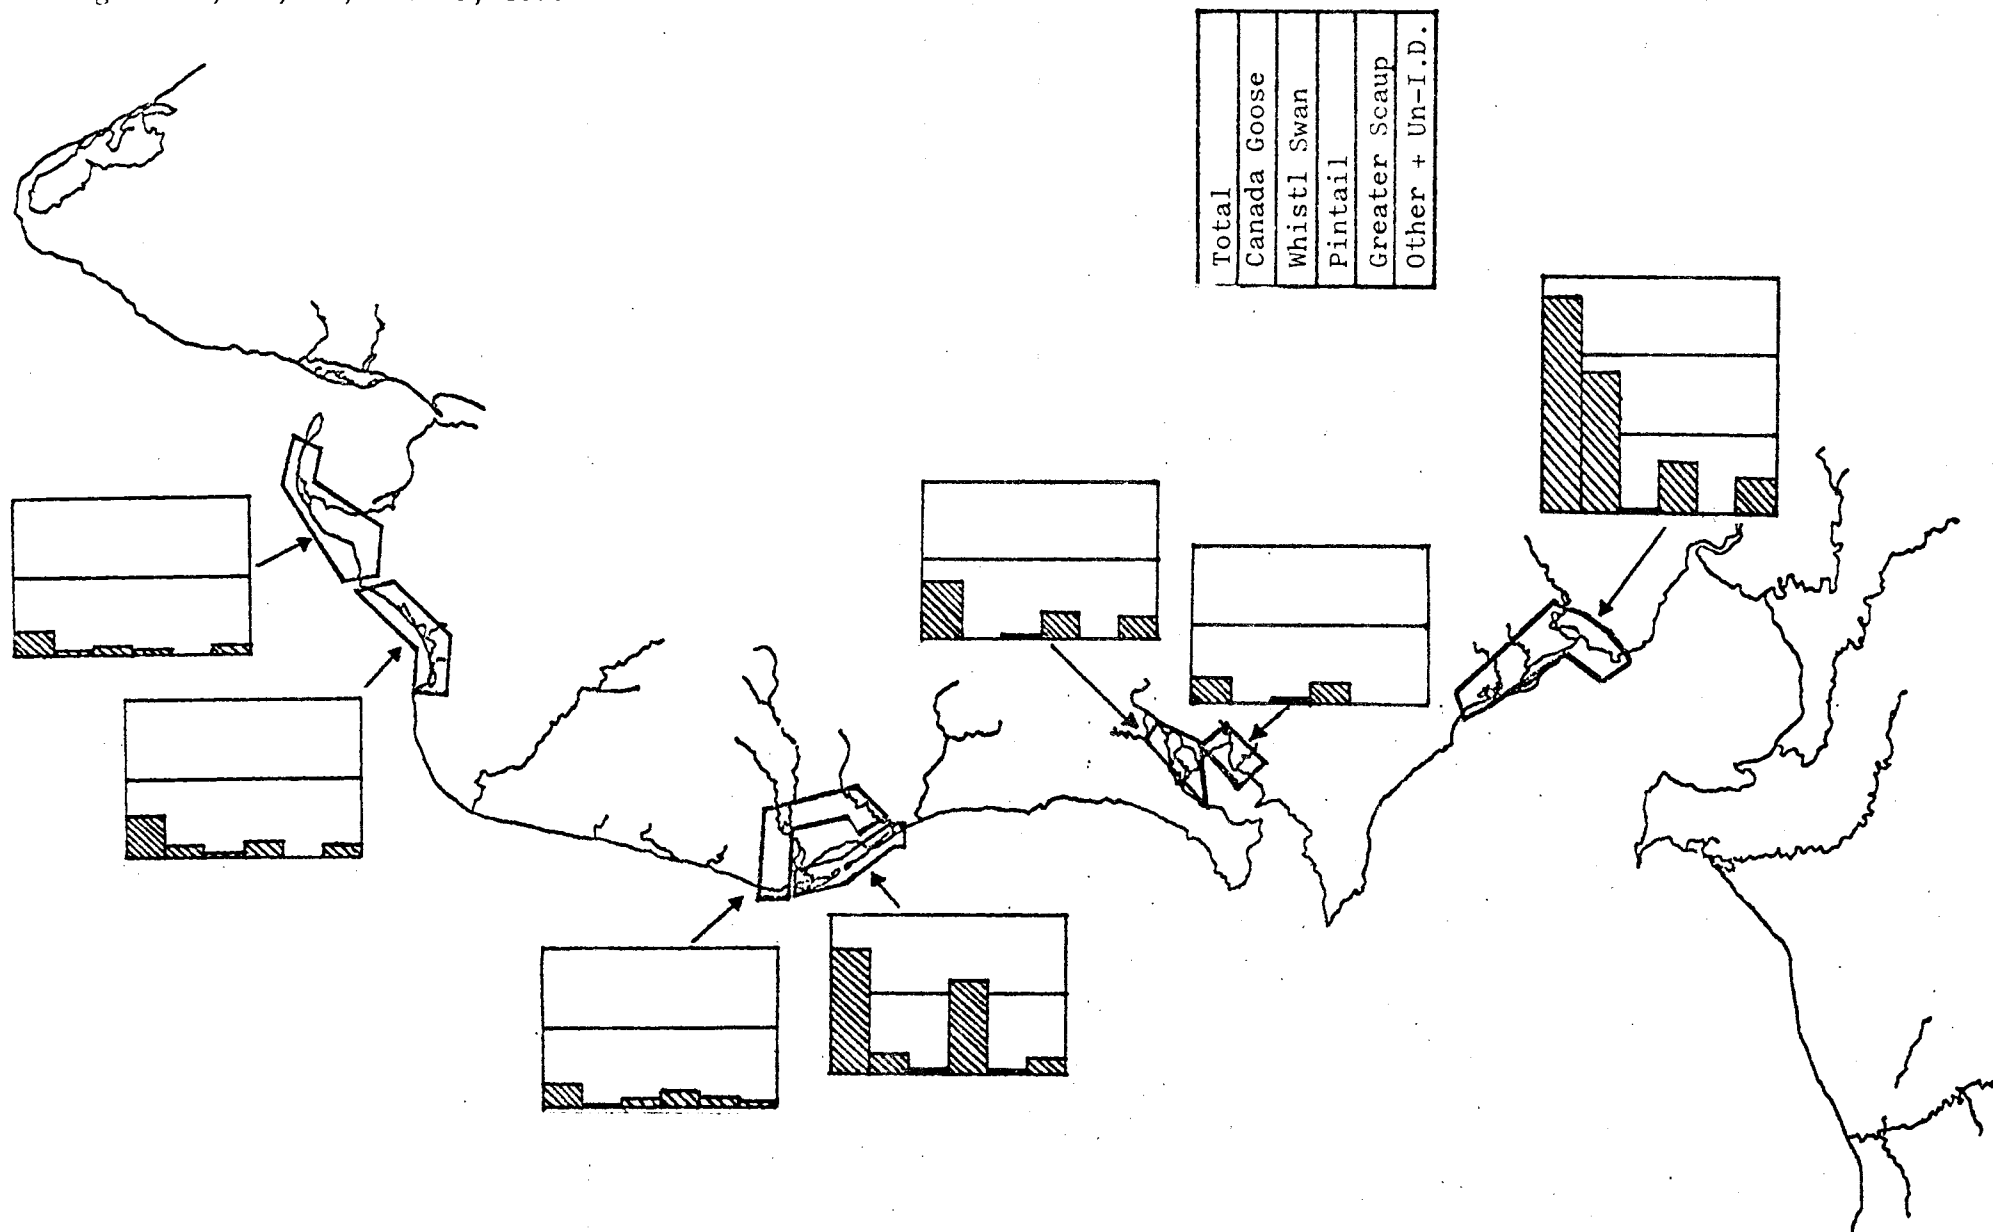 Total
Canada Goose
Whistl Swan
Pintail
Greater Scaup
Other + Un-I.D.